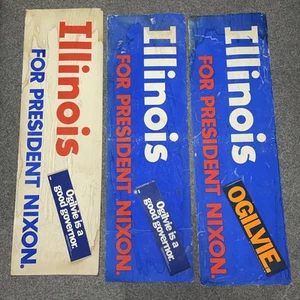 Illinois
FOR PRESIDENT NIXON.
Ogilvie is a
good governor.
Illinois
FOR PRESIDENT NIXON.
Ogilvie is a
good governor.
Illinois
FOR PRESIDENT NIXON.
OGILVIE.